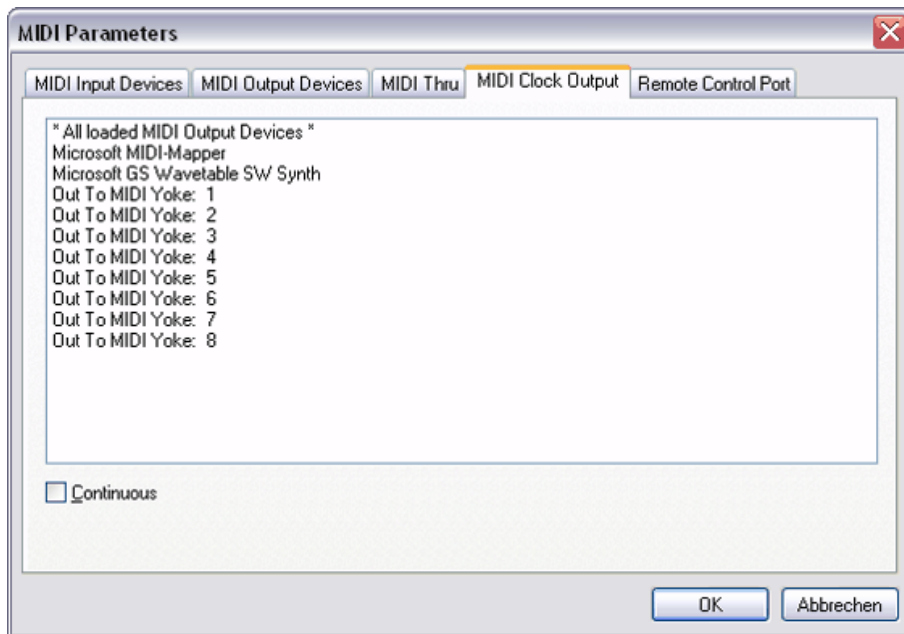 MIDI Parameters
MIDI Input Devices MIDI Output Devices MIDI Thru MIDI Clock Output Remote Control Port
* All loaded MIDI Output Devices *
Microsoft MIDI-Mapper
Microsoft GS Wavetable SW Synth
Out To MIDI Yoke: 1
Out To MIDI Yoke: 2
Out To MIDI Yoke: 3
Out To MIDI Yoke: 4
Out To MIDI Yoke: 5
Out To MIDI Yoke: 6
Out To MIDI Yoke: 7
Out To MIDI Yoke: 8
Continuous
OK Abbrechen